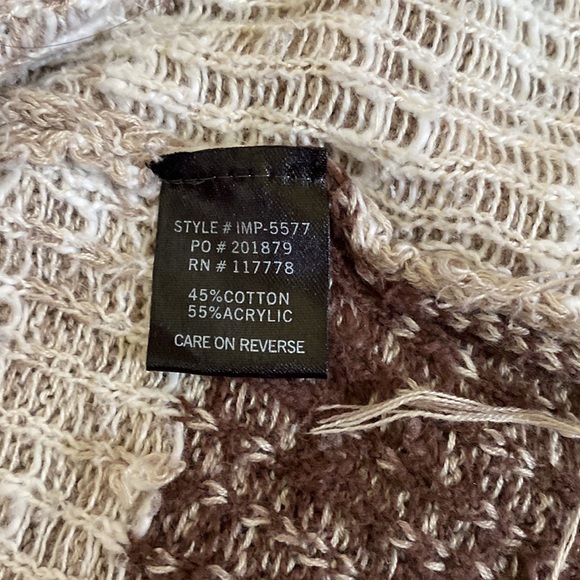 STYLE # IMP-5577
PO # 201879
RN # 117778
45%COTTON
55%ACRYLIC
CARE ON REVERSE